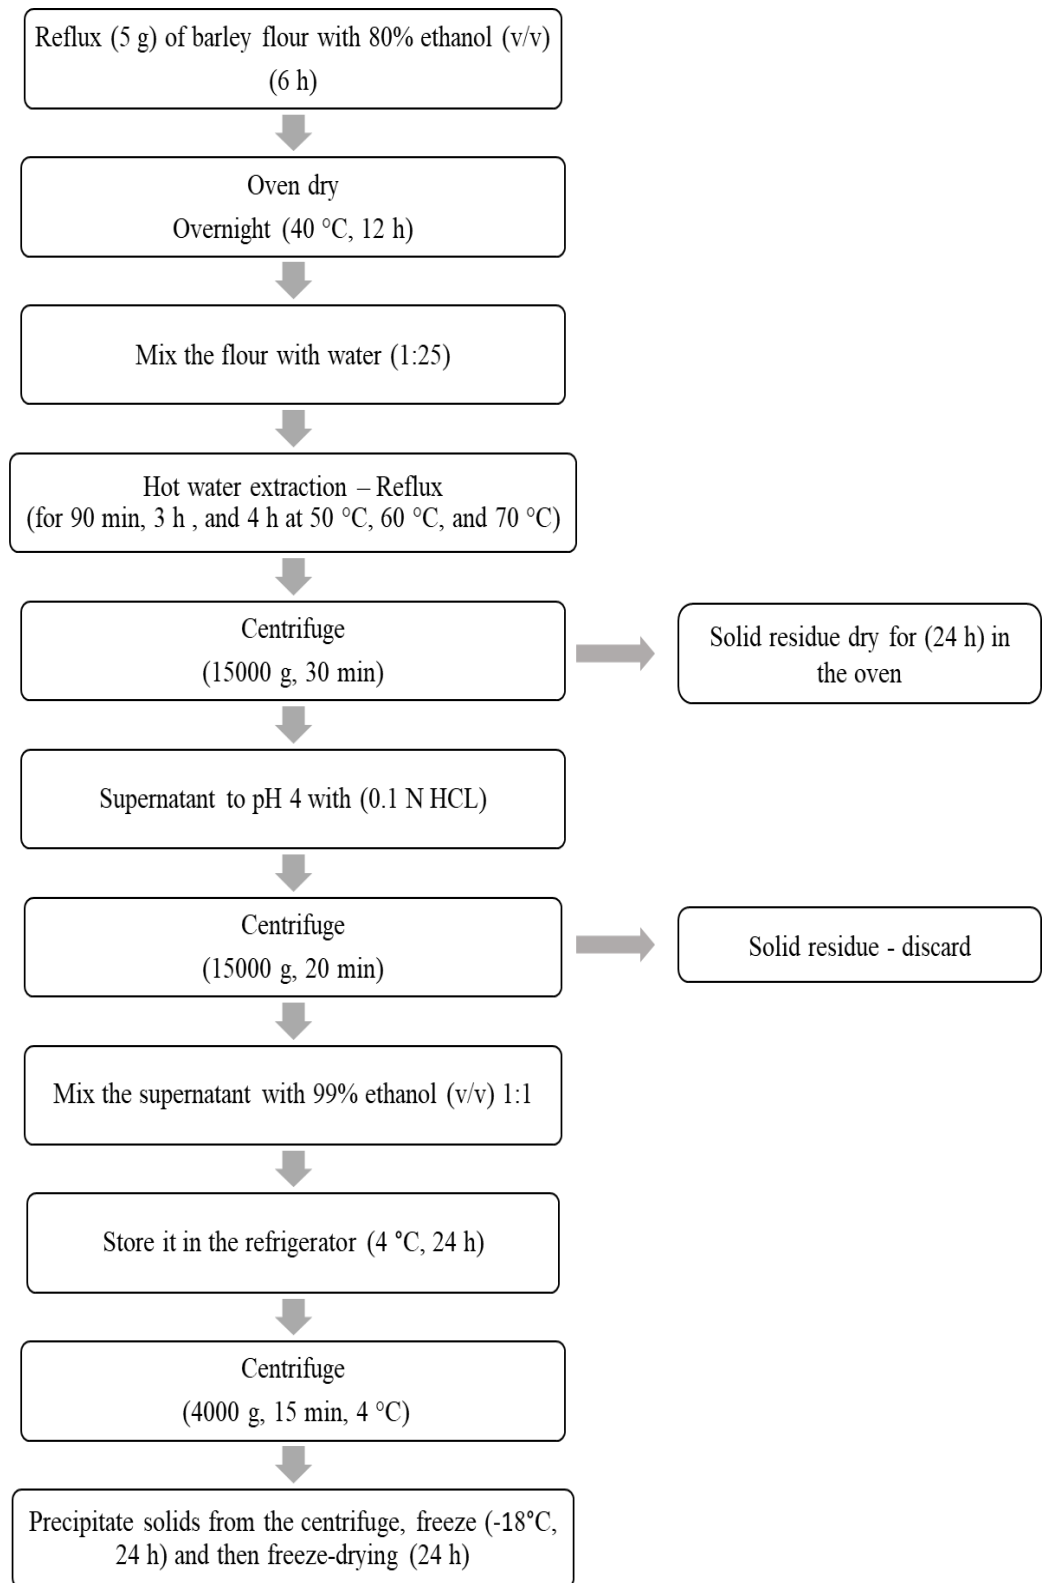 Reflux (5 g) of barley flour with 80% ethanol (v/v)
(6 h)
Oven dry
Overnight (40 °C, 12 h)
Mix the flour with water (1:25)
Hot water extraction – Reflux
(for 90 min, 3 h , and 4 h at 50 °C, 60 °C, and 70 °C)
Centrifuge
(15000 g, 30 min)
Solid residue dry for (24 h) in
the oven
Supernatant to pH 4 with (0.1 N HCL)
Centrifuge
(15000 g, 20 min)
Solid residue - discard
Mix the supernatant with 99% ethanol (v/v) 1:1
Store it in the refrigerator (4 °C, 24 h)
Centrifuge
(4000 g, 15 min, 4 °C)
Precipitate solids from the centrifuge, freeze (-18°C,
24 h) and then freeze-drying (24 h)